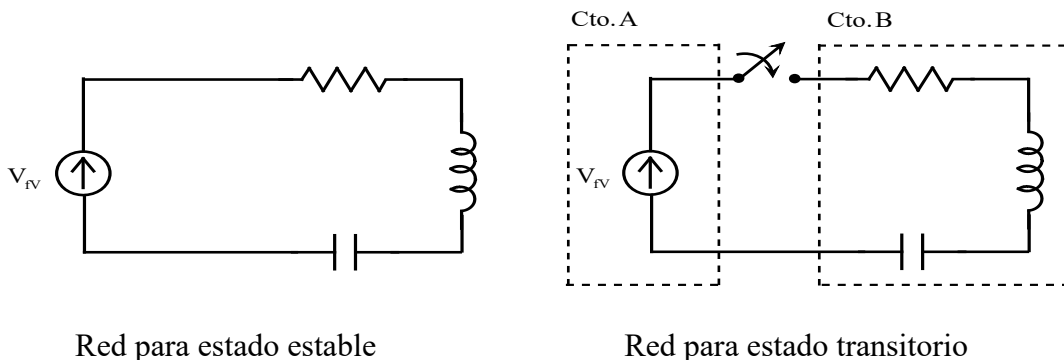 Cto. A
Cto. B
V_fV
V_fV
Red para estado estable
Red para estado transitorio